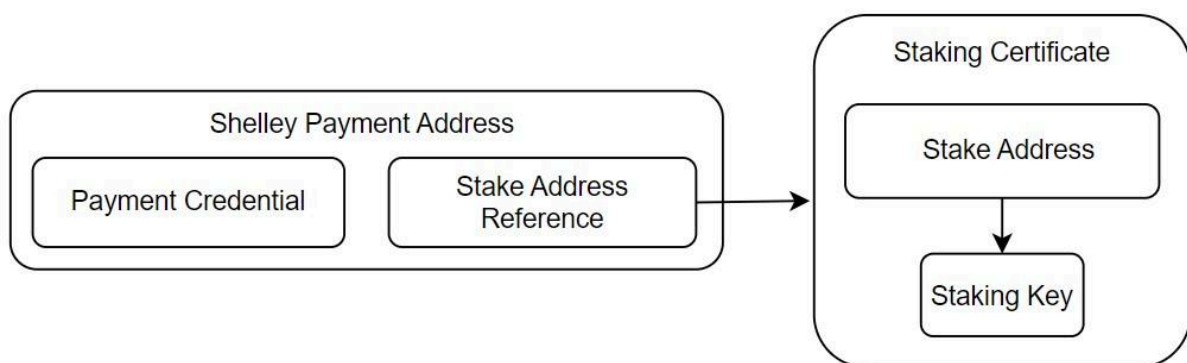 Shelley Payment Address
Payment Credential
Stake Address
Reference
Staking Certificate
Stake Address
Staking Key